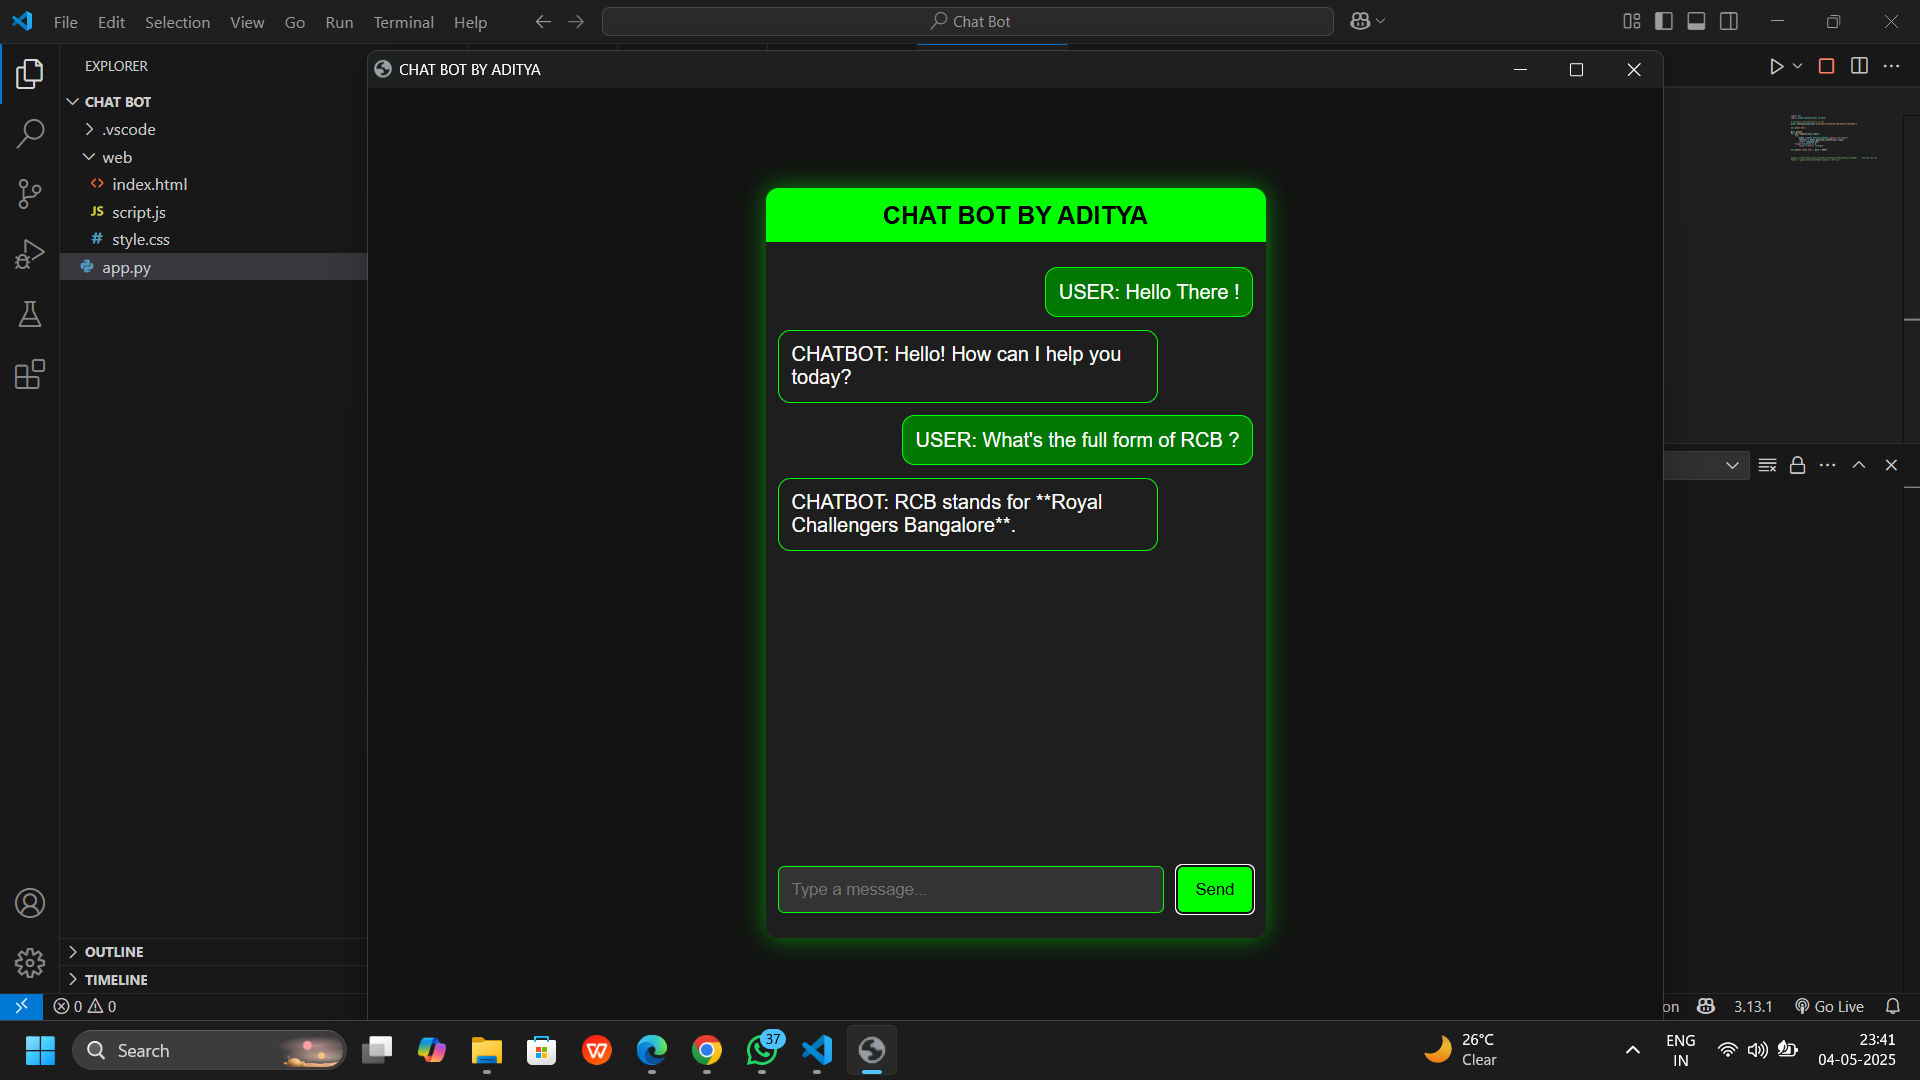 File Edit Selection View Go Run Terminal Help
Chat Bot
EXPLORER
CHAT BOT
.vscode
web
<> index.html
JS script.js
# style.css
app.py
OUTLINE
TIMELINE
CHAT BOT BY ADITYA
CHAT BOT BY ADITYA
USER: Hello There !
CHATBOT: Hello! How can I help you
today?
USER: What's the full form of RCB ?
CHATBOT: RCB stands for **Royal
Challengers Bangalore**.
Type a message...
Send
0 0
on 3.13.1 Go Live
Search
W
37
26°C
Clear
ENG
IN
23:41
04-05-2025